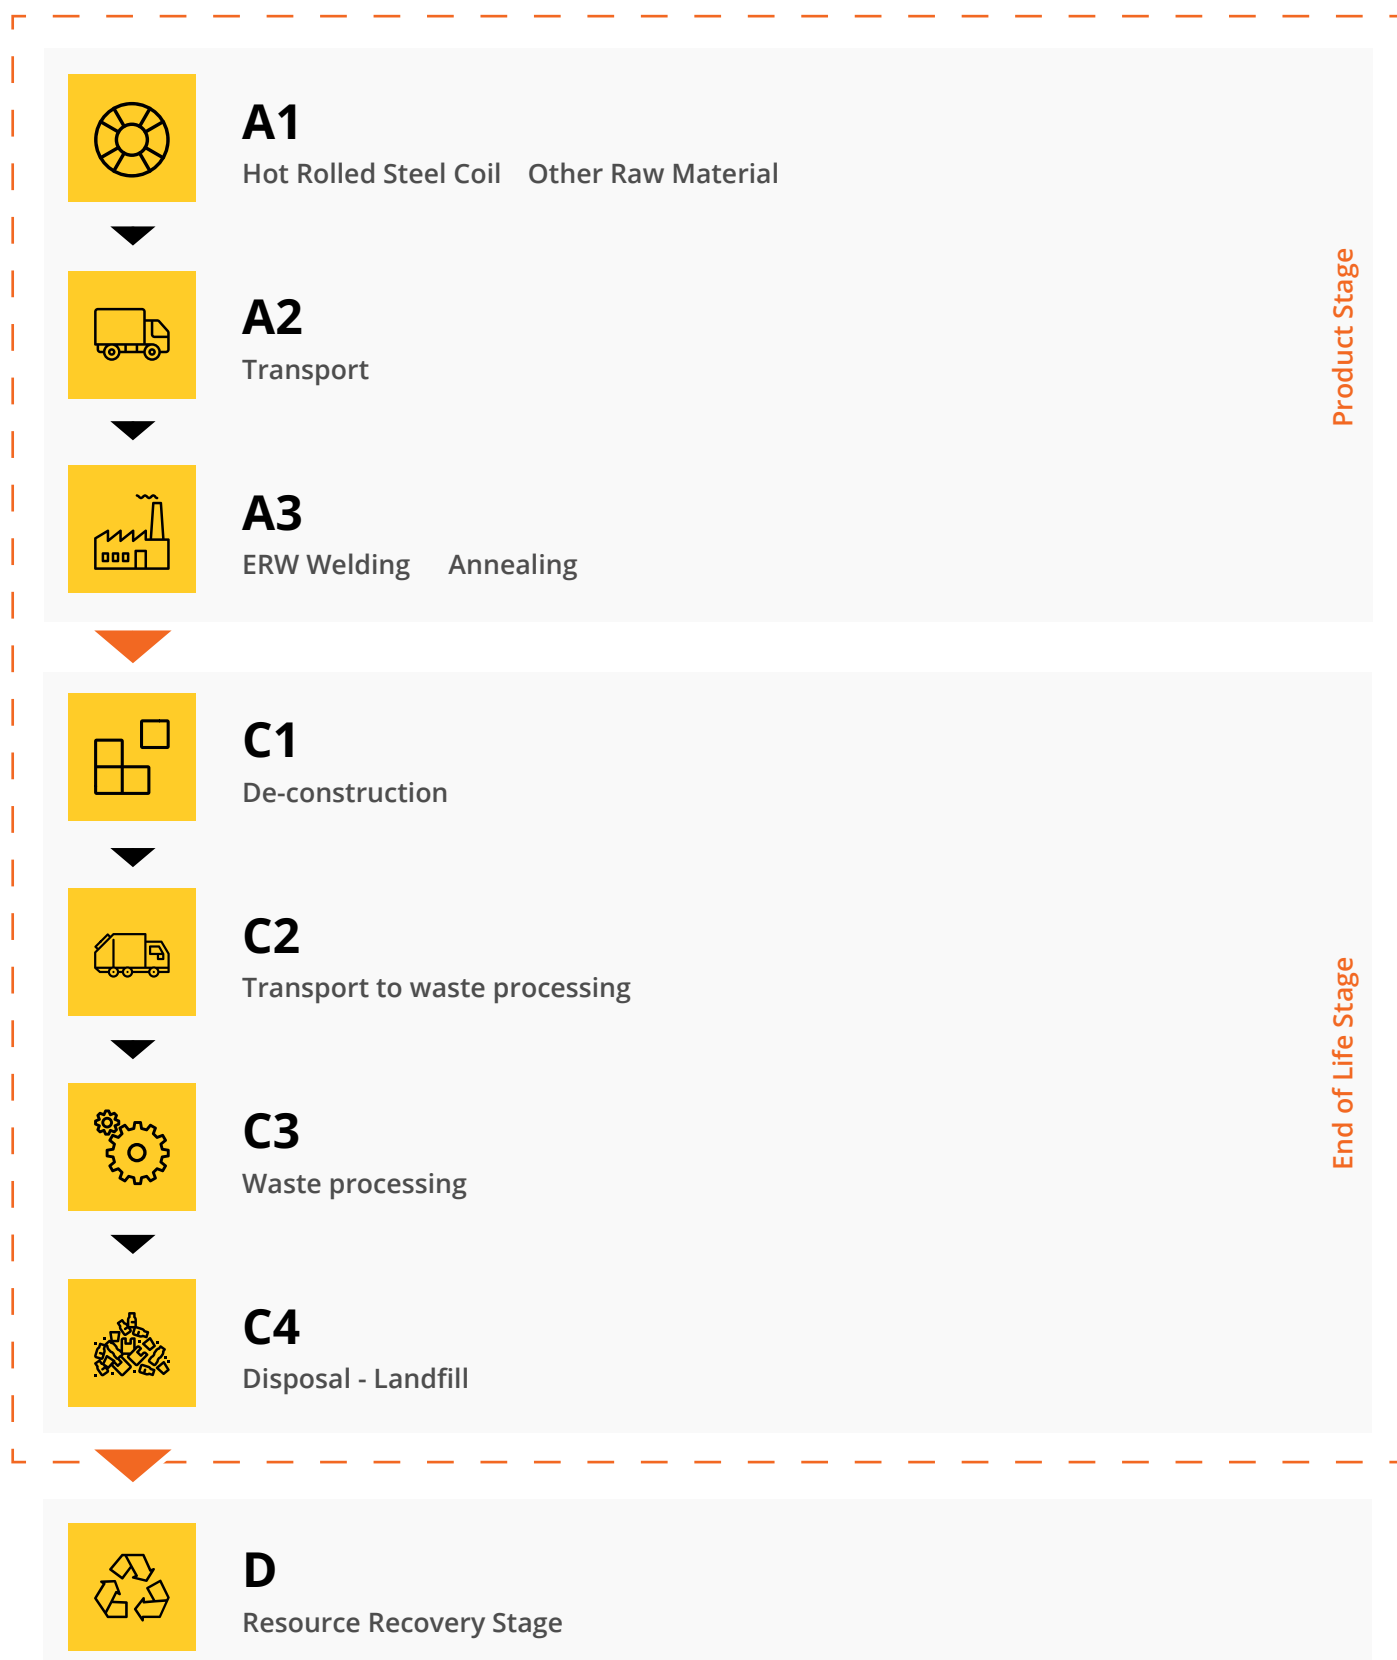 A1
Hot Rolled Steel Coil Other Raw Material
A2
Transport
A3
ERW Welding Annealing
Product Stage
C1
De-construction
C2
Transport to waste processing
C3
Waste processing
C4
Disposal - Landfill
End of Life Stage
D
Resource Recovery Stage